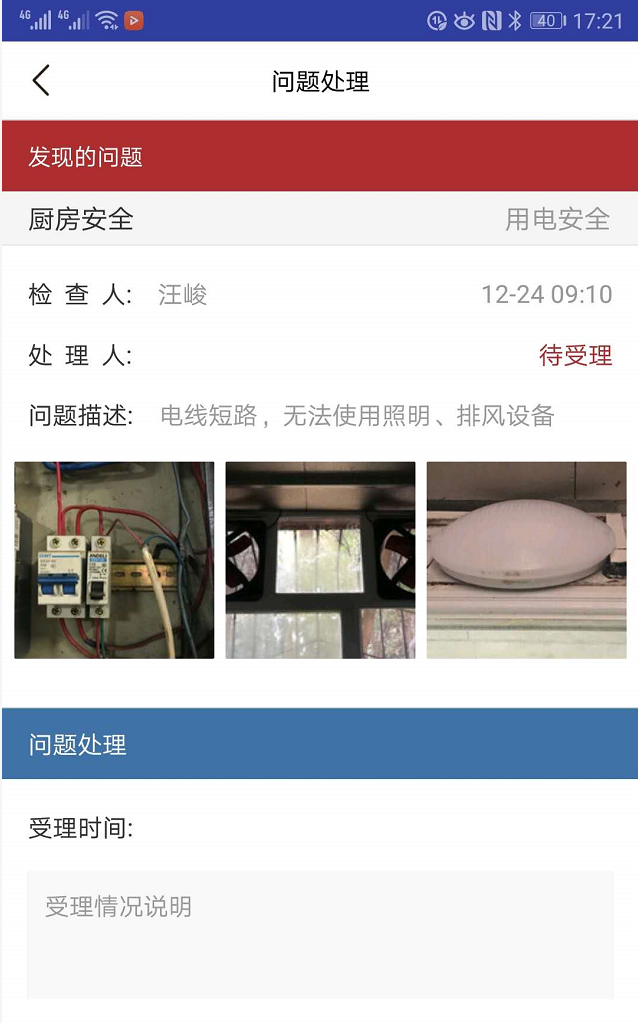 4G 4G 40 17:21
问题处理
发现的问题
厨房安全 用电安全
检 查 人: 汪峻 12-24 09:10
处 理 人: 待受理
问题描述: 电线短路，无法使用照明、排风设备
问题处理
受理时间:
受理情况说明